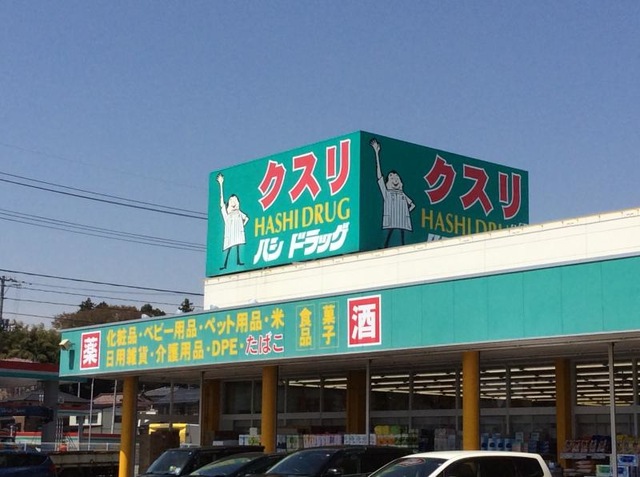 クスリ
HASHI DRUG
ハシ ドラッグ
クスリ
HASHI DRUG
薬
化粧品・ベビー用品・ペット用品・米
日用雑貨・介護用品・DPE・たばこ
食品
菓子
酒